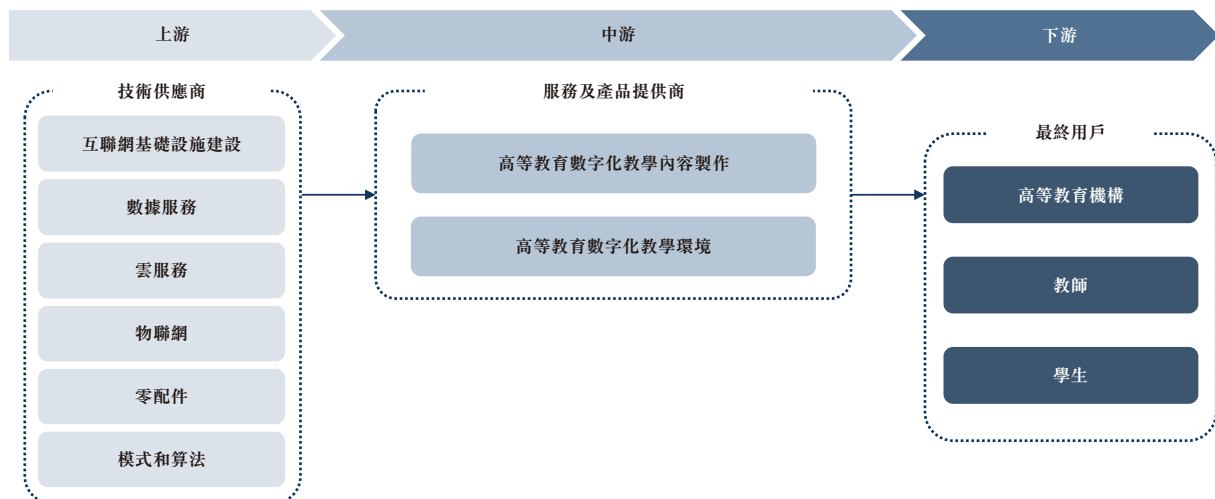 上游
中游
下游
技術供應商
互聯網基礎設施建設
數據服務
雲服務
物聯網
零配件
模式和算法
服務及產品提供商
高等教育數字化教學內容製作
高等教育數字化教學環境
最終用戶
高等教育機構
教師
學生